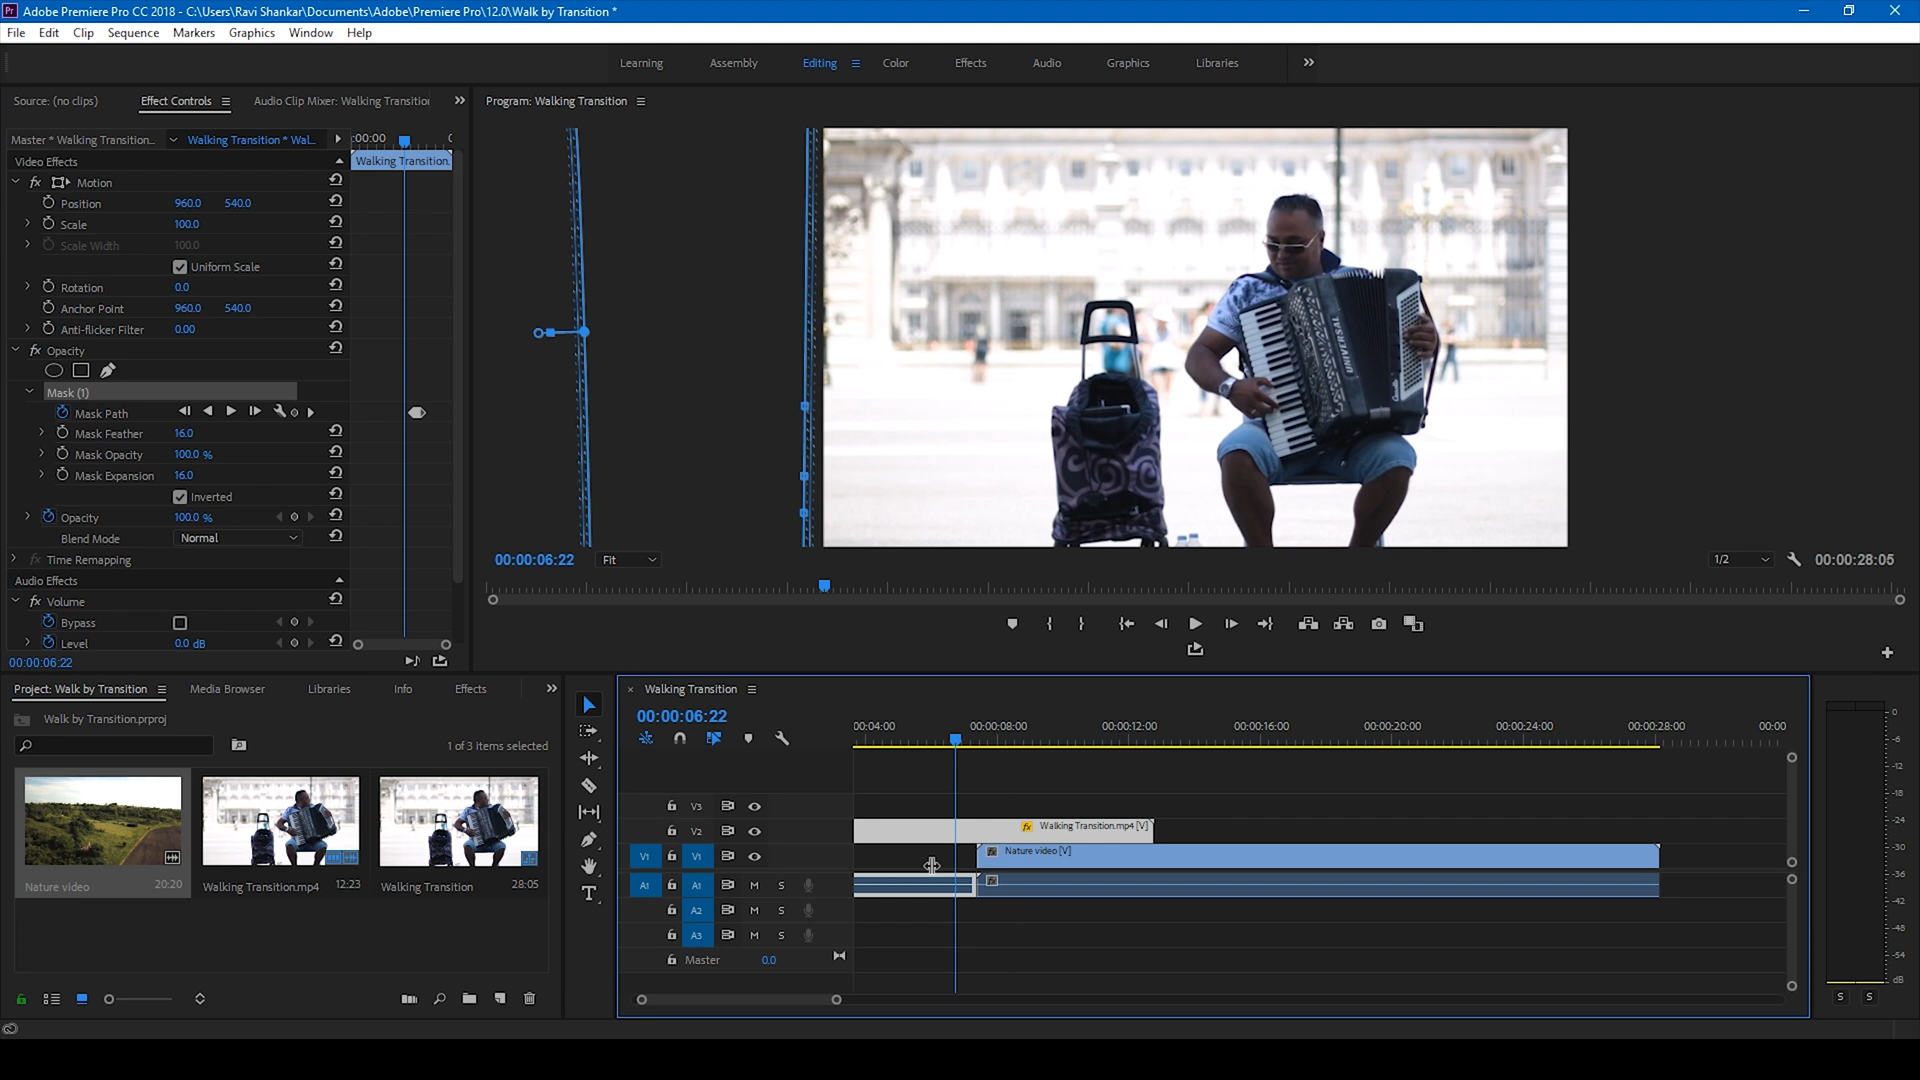 Adobe Premiere Pro CC 2018 - C:\Users\Ravi Shankar\Documents\Adobe\Premiere Pro\12.0\Walk by Transition *
File Edit Clip Sequence Markers Graphics Window Help
Learning Assembly Editing Color Effects Audio Graphics Libraries
Source: (no clips) Effect Controls Audio Clip Mixer: Walking Transition
Program: Walking Transition
Master * Walking Transition... Walking Transition * Wal...
:00:00
Video Effects
Walking Transition.
fx Motion
Position 960.0 540.0
Scale 100.0
Scale Width 100.0
Uniform Scale
Rotation 0.0
Anchor Point 960.0 540.0
Anti-flicker Filter 0.00
fx Opacity
Mask (1)
Mask Path
Mask Feather 16.0
Mask Opacity 100.0 %
Mask Expansion 16.0
Inverted
Opacity 100.0 %
Blend Mode Normal
fx Time Remapping
Audio Effects
fx Volume
Bypass
Level 0.0 dB
00:00:06:22
UNIVERSAL
00:00:06:22 Fit 1/2 00:00:28:05
Project: Walk by Transition Media Browser Libraries Info Effects
Walk by Transition.prproj
1 of 3 items selected
Nature video 20:20
Walking Transition.mp4 12:23
Walking Transition 28:05
× Walking Transition
00:00:06:22
00:04:00 00:00:08:00 00:00:12:00 00:00:16:00 00:00:20:00 00:00:24:00 00:00:28:00 00:00
V3
V2 fx Walking Transition.mp4 [V]
V1 V1 fx Nature video [V]
A1 A1 M S fx
A2 M S
A3 M S
Master 0.0
0
-6
-12
-18
-24
-30
-36
-42
-48
-54
dB
S S